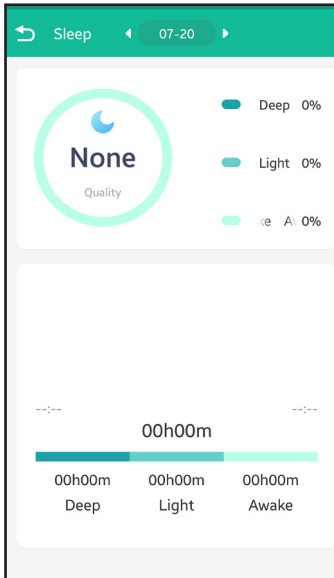 Sleep 07-20
Deep 0%
None
Light 0%
Quality
0%
--:-- --:--
00h00m
00h00m 00h00m 00h00m
Deep Light Awake